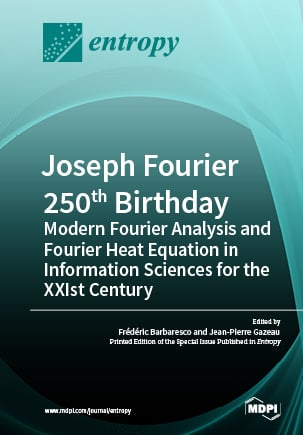 entropy
Joseph Fourier
250th Birthday
Modern Fourier Analysis and
Fourier Heat Equation in
Information Sciences for the
XXIst Century
Edited by
Frédéric Barbaresco and Jean-Pierre Gazeau
Printed Edition of the Special Issue Published in Entropy
www.mdpi.com/journal/entropy
MDPI